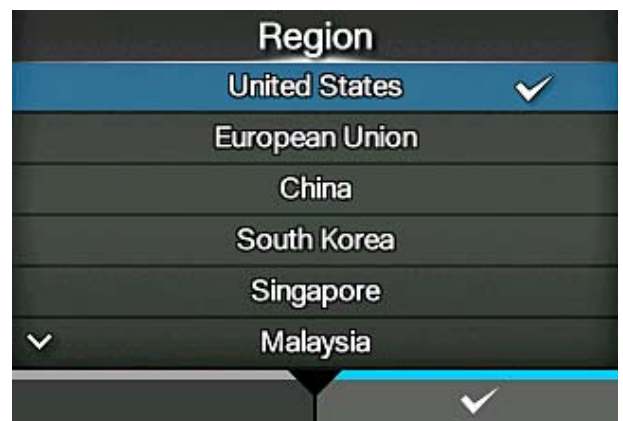 Region
United States
European Union
China
South Korea
Singapore
Malaysia